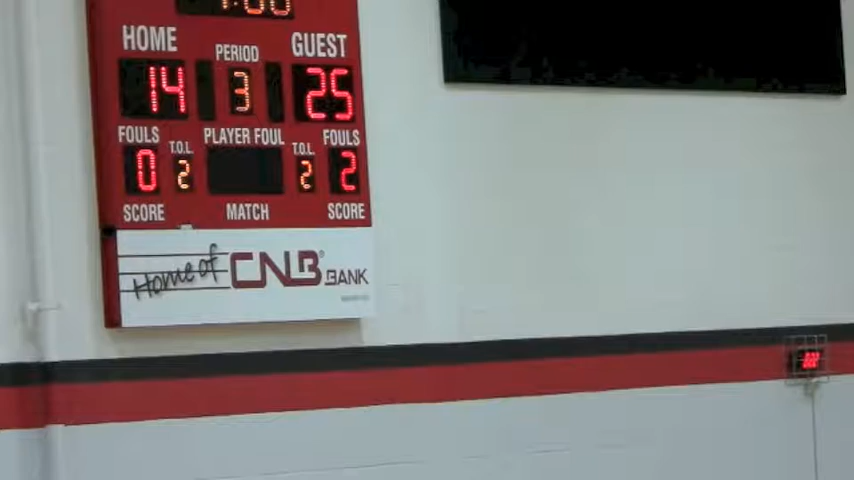 HOME PERIOD GUEST
14 3 25
FOULS T.O.L PLAYER FOUL T.O.L FOULS
0 2 2 2
SCORE MATCH SCORE
Home of CNB BANK